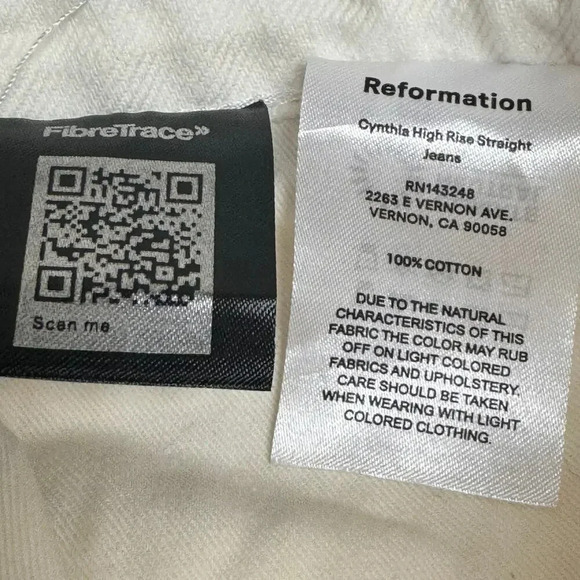 FibreTrace»
Scan me
Reformation
Cynthia High Rise Straight
Jeans
RN143248
2263 E VERNON AVE.
VERNON, CA 90058
100% COTTON
DUE TO THE NATURAL
CHARACTERISTICS OF THIS
FABRIC THE COLOR MAY RUB
OFF ON LIGHT COLORED
FABRICS AND UPHOLSTERY.
CARE SHOULD BE TAKEN
WHEN WEARING WITH LIGHT
COLORED CLOTHING.